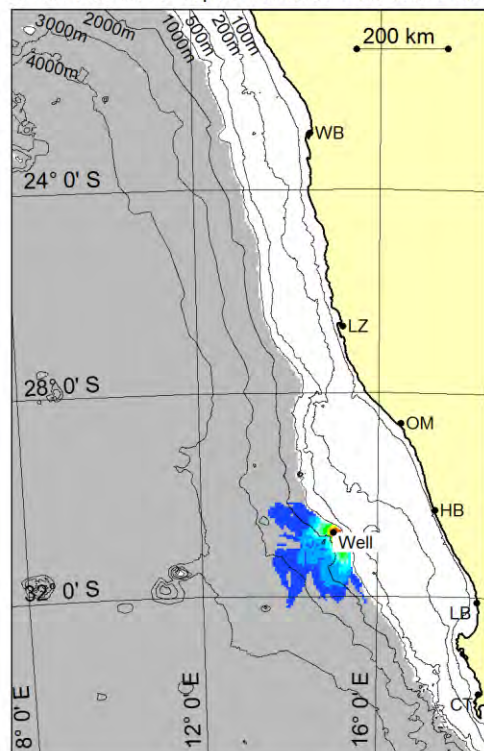 3000m
2000m
1000m
500m
200m
100m
4000m
200 km
WB
24° 0' S
LZ
28° 0' S
OM
HB
Well
32° 0' S
LB
8° 0' E
12° 0' E
16° 0' E
CT